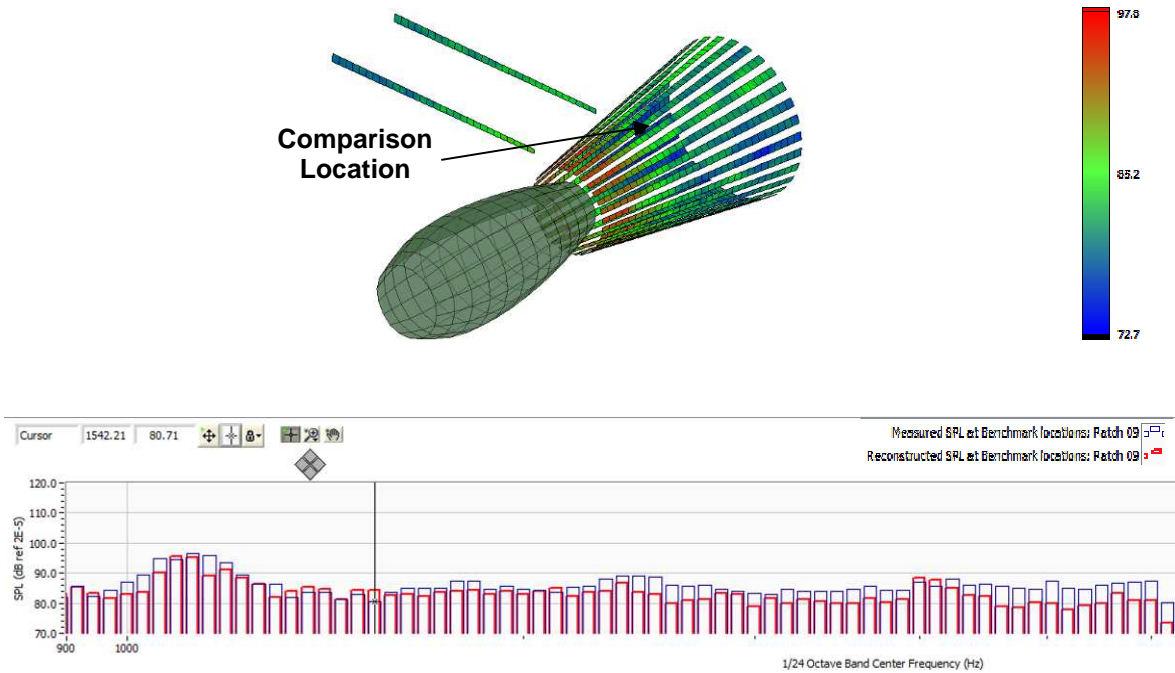 97.8
Comparison
Location
85.2
72.7
Cursor 1542.21 80.71
Measured SPL at Benchmark locations: Patch 09
Reconstructed SPL at Benchmark locations: Patch 09
120.0
110.0
100.0
90.0
80.0
70.0
SPL (dB ref 2E-5)
900 1000
1/24 Octave Band Center Frequency (Hz)